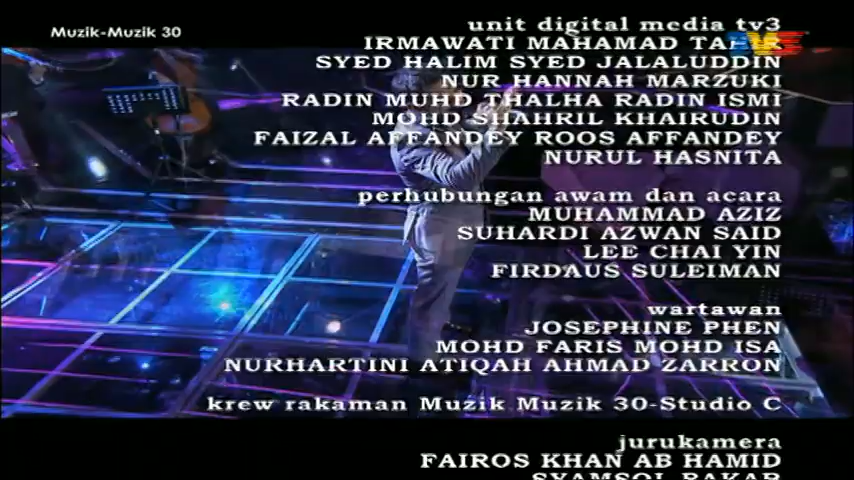 Muzik-Muzik 30
unit digital media tv3
IRMAWATI MAHAMAD TAHIR
SYED HALIM SYED JALALUDDIN
NUR HANNAH MARZUKI
RADIN MUHD THALHA RADIN ISMI
MOHD SHAHRIL KHAIRUDIN
FAIZAL AFFANDEY ROOS AFFANDEY
NURUL HASNITA
perhubungan awam dan acara
MUHAMMAD AZIZ
SUHARDI AZWAN SAID
LEE CHAI YIN
FIRDAUS SULEIMAN
wartawan
JOSEPHINE PHEN
MOHD FARIS MOHD ISA
NURHARTINI ATIQAH AHMAD ZARRON
krew rakaman Muzik Muzik 30-Studio C
jurukamera
FAIROS KHAN AB HAMID